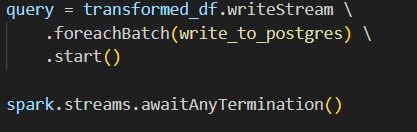 query = transformed_df.writeStream \
    .foreachBatch(write_to_postgres) \
    .start()
spark.streams.awaitAnyTermination()